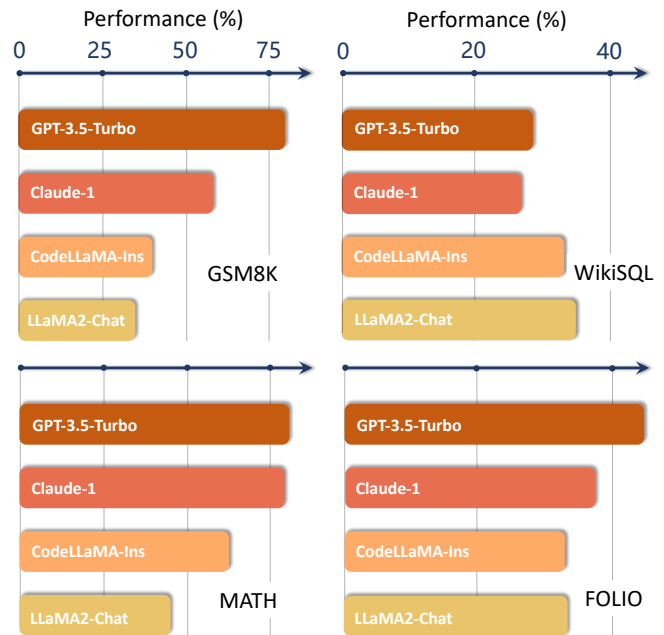 Performance (%)
0 25 50 75
GPT-3.5-Turbo
Claude-1
CodeLLaMA-Ins
GSM8K
LLaMA2-Chat
Performance (%)
0 20 40
GPT-3.5-Turbo
Claude-1
CodeLLaMA-Ins
WikiSQL
LLaMA2-Chat
GPT-3.5-Turbo
Claude-1
CodeLLaMA-Ins
MATH
LLaMA2-Chat
GPT-3.5-Turbo
Claude-1
CodeLLaMA-Ins
FOLIO
LLaMA2-Chat